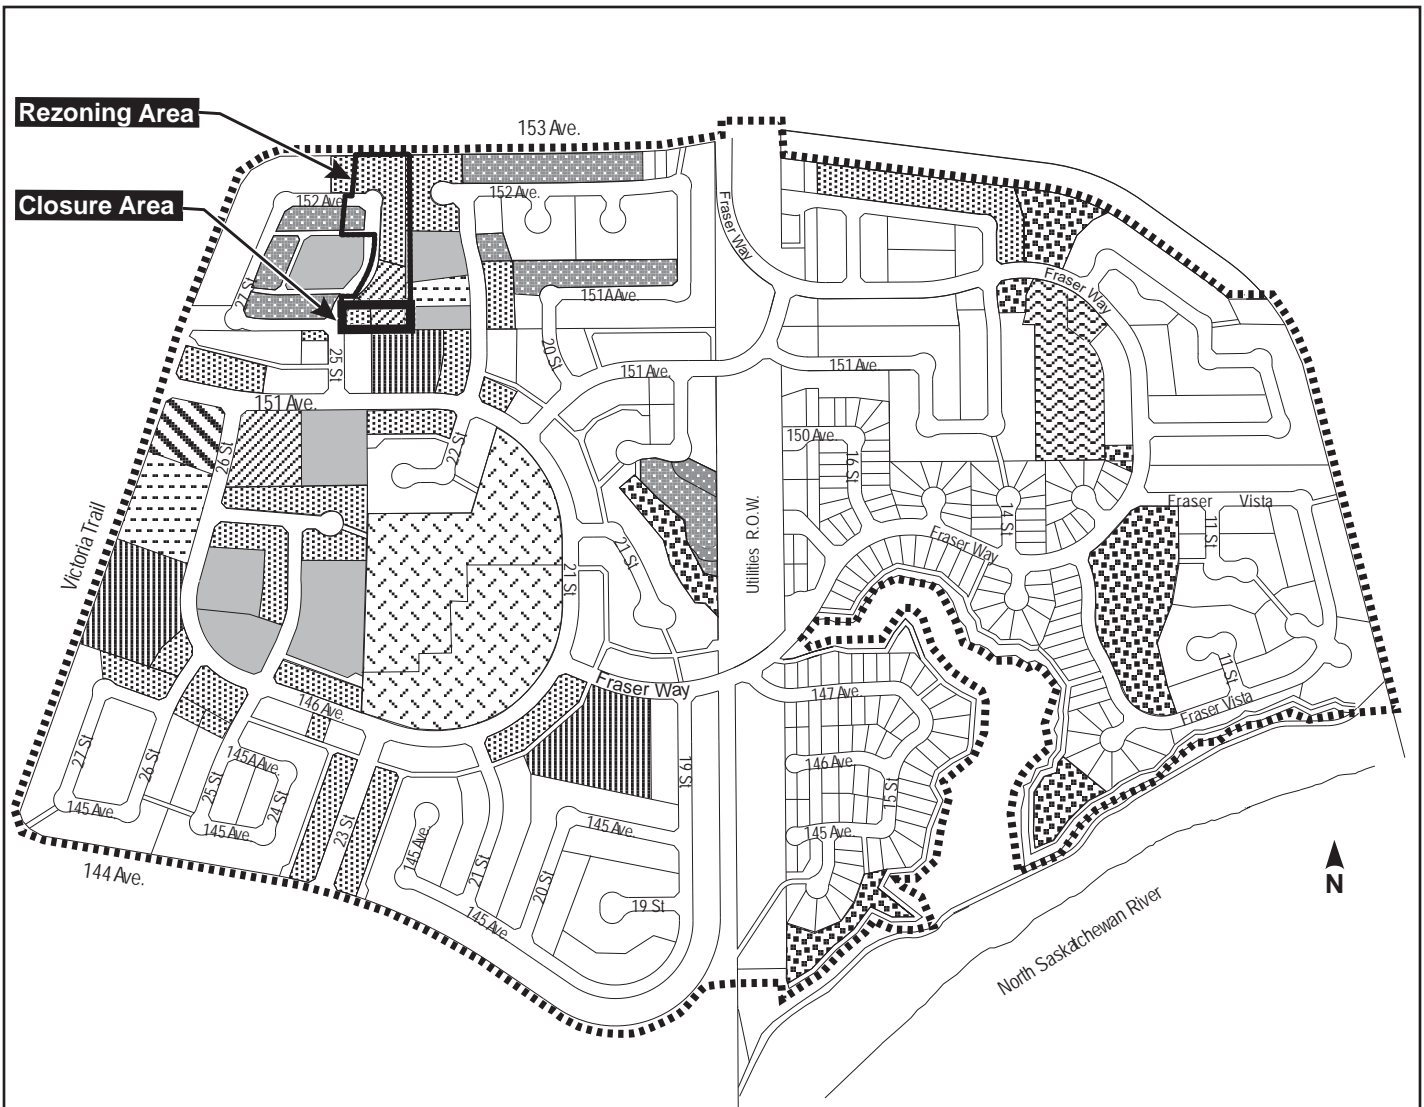 Rezoning Area
153 Ave.
Closure Area
152 Ave.
152 Ave.
Fraser Way
Fraser Way
27 St
151A Ave.
25 St
20 St
151 Ave.
151 Ave.
151 Ave.
26 St
22 St
150 Ave.
16 St
14 St
Fraser Vista
11 St
Fraser Way
Victoria Trail
Utilities R.O.W.
21 St
21 St
Fraser Way
11 St
Fraser Vista
147 Ave.
146 Ave.
27 St
26 St
25 St
145A Ave.
24 St
145 Ave.
145 Ave.
23 St
145 Ave.
21 St
20 St
145 Ave.
19 St
146 Ave.
15 St
145 Ave.
19 St
145 Ave.
144 Ave.
N
North Saskatchewan River